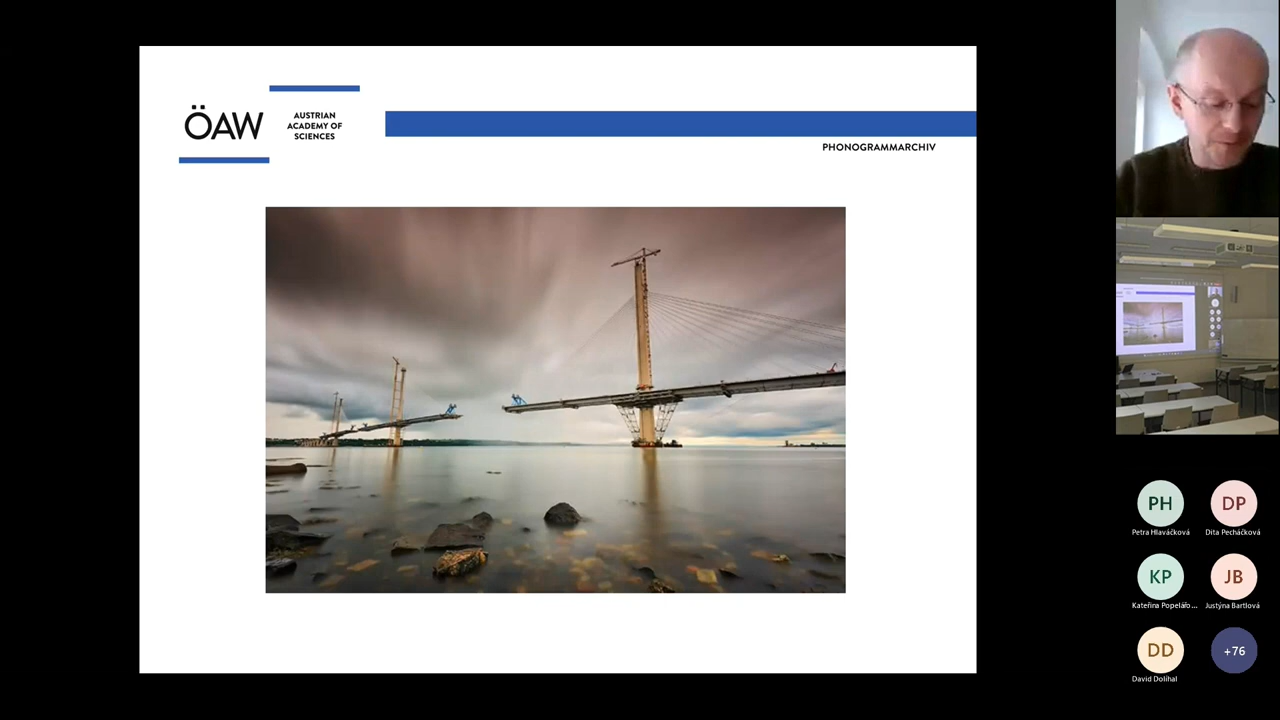 ÖAW
AUSTRIAN
ACADEMY OF
SCIENCES
PHONOGRAMMARCHIV
PH
DP
Petra Hlaváčková
Dita Pecháčková
KP
JB
Kateřina Popelářo...
Justýna Bartlová
DD
+76
David Dolíhal